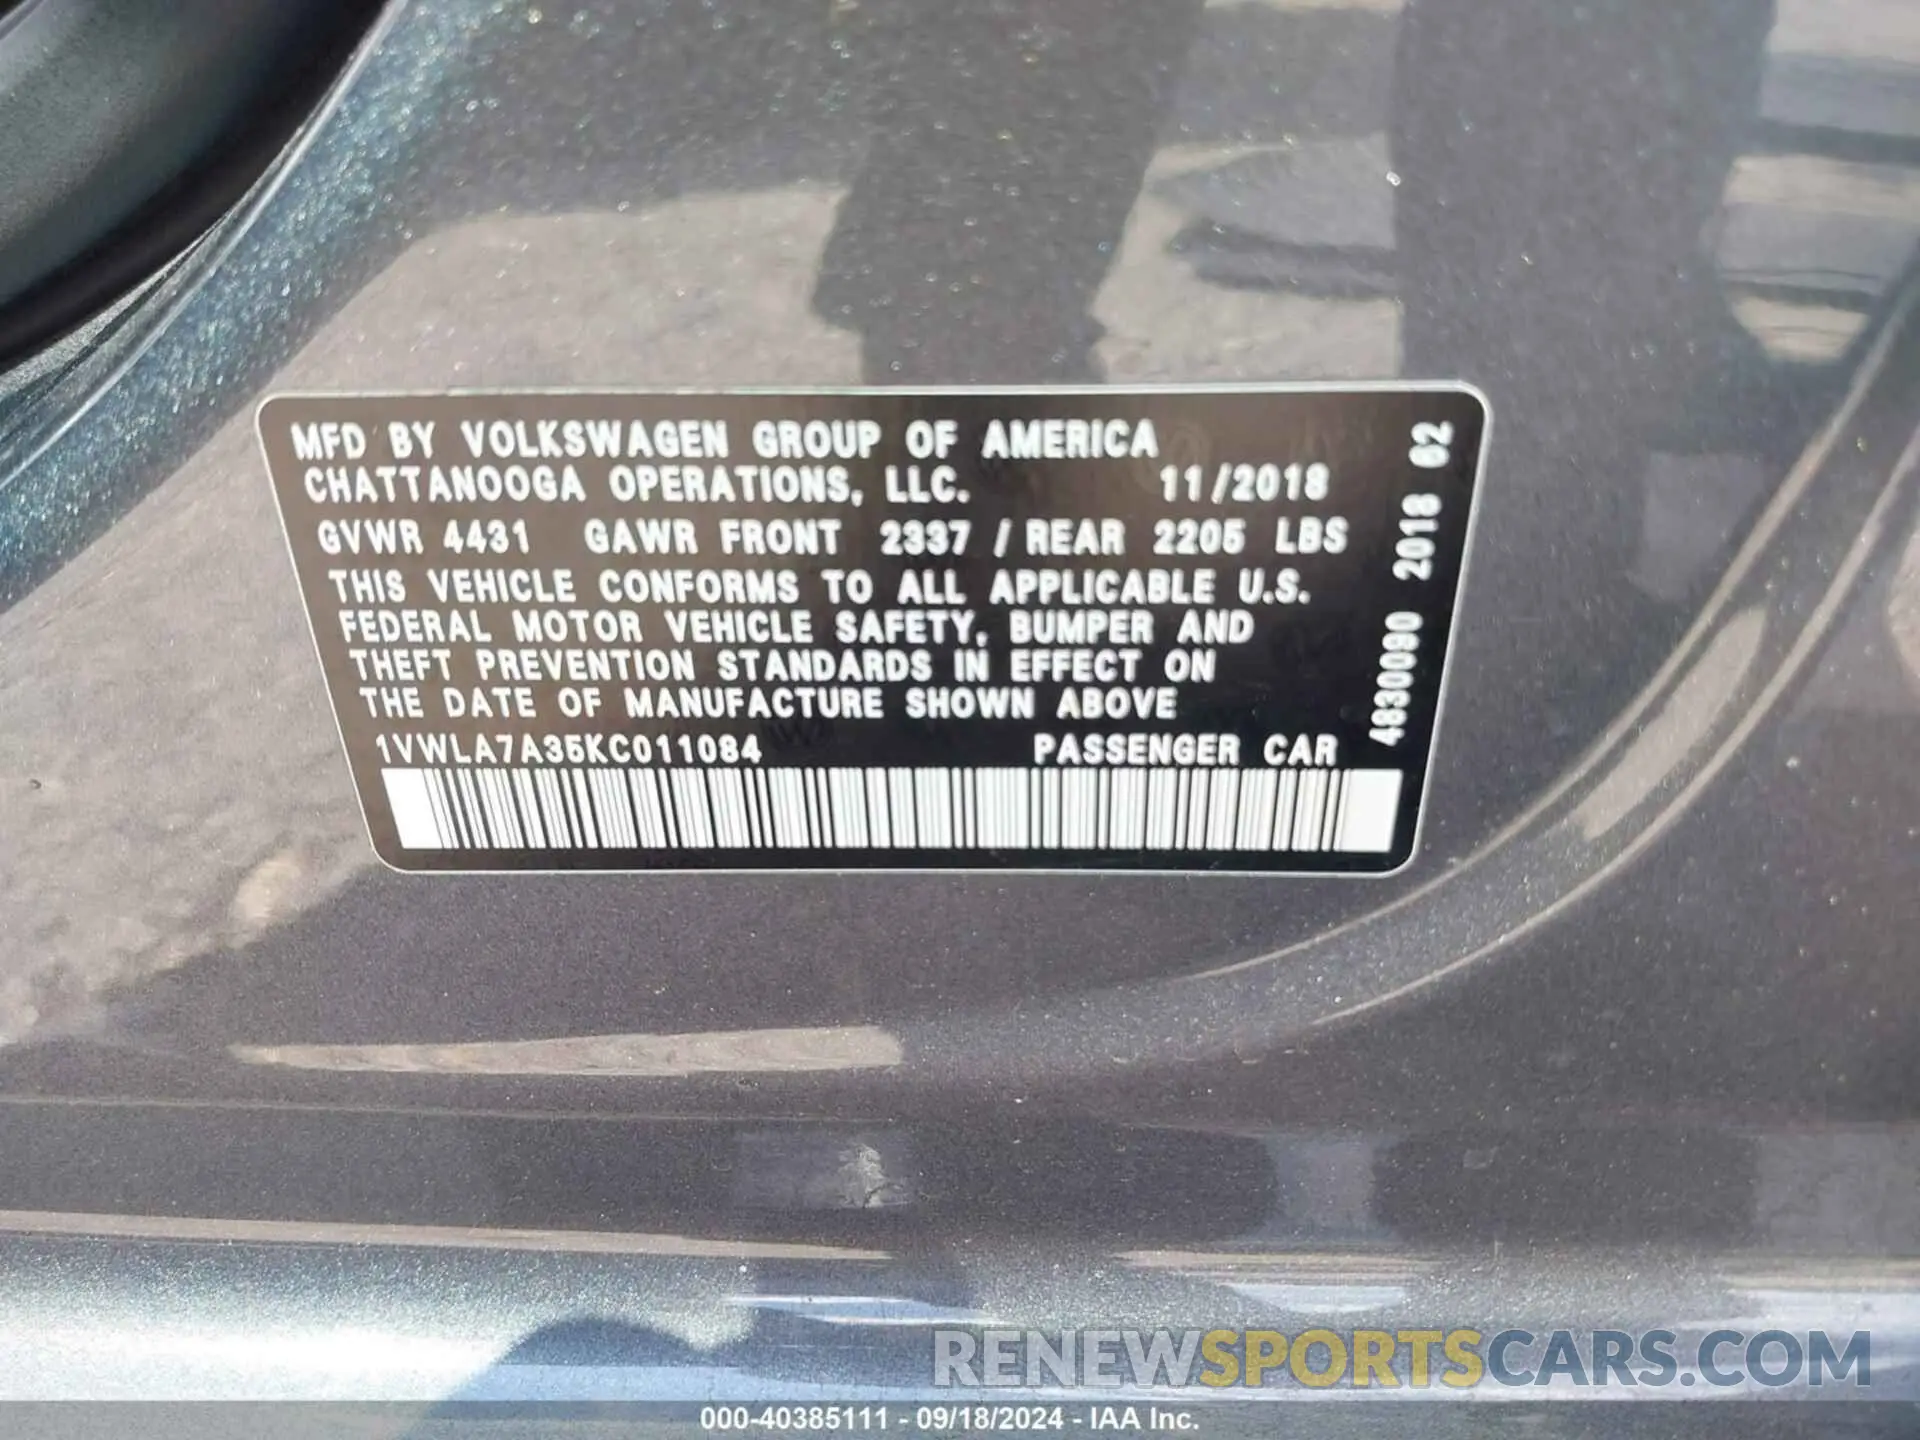 MFD BY VOLKSWAGEN GROUP OF AMERICA
CHATTANOOGA OPERATIONS, LLC. 11/2018
GVWR 4431 GAWR FRONT 2337 / REAR 2205 LBS
THIS VEHICLE CONFORMS TO ALL APPLICABLE U.S.
FEDERAL MOTOR VEHICLE SAFETY, BUMPER AND
THEFT PREVENTION STANDARDS IN EFFECT ON
THE DATE OF MANUFACTURE SHOWN ABOVE
1VWLA7A35KC011084 PASSENGER CAR
4830090 2018 62
RENEWSPORTSCARS.COM
000-40385111 - 09/18/2024 - IAA Inc.